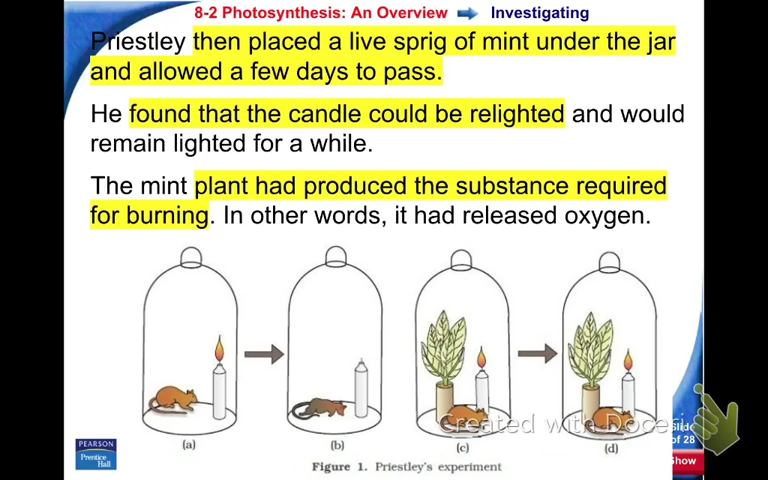 8-2 Photosynthesis: An Overview Investigating
Priestley then placed a live sprig of mint under the jar
and allowed a few days to pass.
He found that the candle could be relighted and would
remain lighted for a while.
The mint plant had produced the substance required
for burning. In other words, it had released oxygen.
Created with Doceri
PEARSON
Prentice
Hall
Slide
of 28
Show
(a)
(b)
(c)
(d)
Figure 1. Priestley's experiment